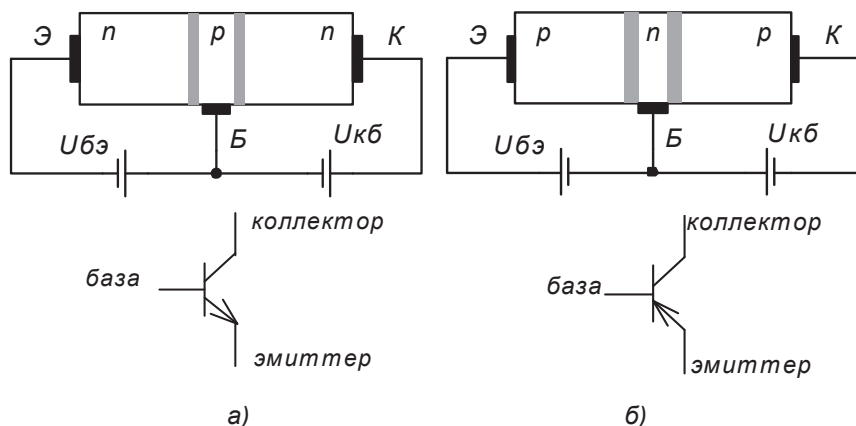 Э n p n К
Б
Uбэ Uкб
коллектор
база
эмиттер
а)
Э p n p К
Б
Uбэ Uкб
коллектор
база
эмиттер
б)